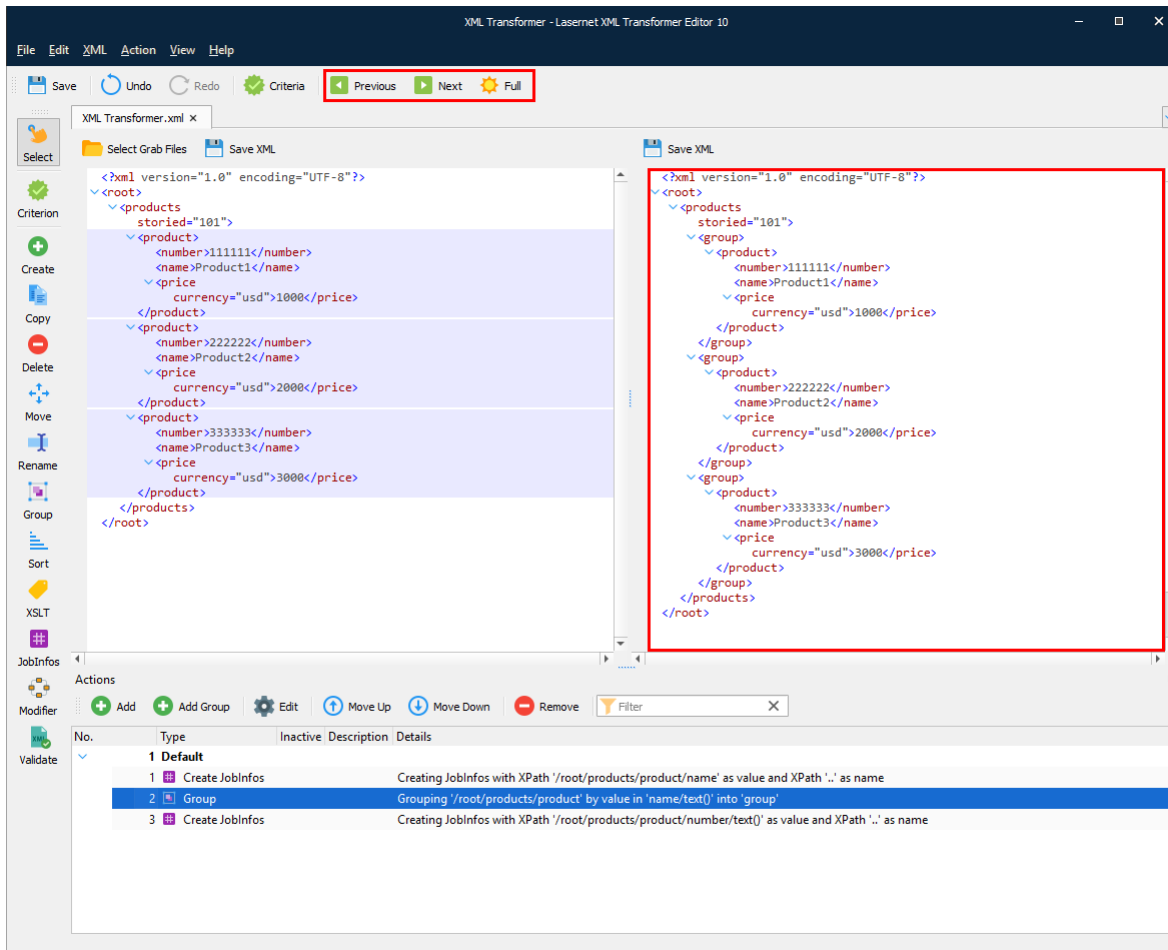 XML Transformer - Lasernet XML Transformer Editor 10
File Edit XML Action View Help
Save Undo Redo Criteria Previous Next Full
XML Transformer.xml ×
Select
Criterion
Create
Copy
Delete
Move
Rename
Group
Sort
XSLT
JobInfos
Modifier
Validate
Select Grab Files Save XML
<?xml version="1.0" encoding="UTF-8"?>
<root>
<products
storied="101">
<product>
<number>111111</number>
<name>Product1</name>
<price
currency="usd">1000</price>
</product>
<product>
<number>222222</number>
<name>Product2</name>
<price
currency="usd">2000</price>
</product>
<product>
<number>333333</number>
<name>Product3</name>
<price
currency="usd">3000</price>
</product>
</products>
</root>
Save XML
<?xml version="1.0" encoding="UTF-8"?>
<root>
<products
storied="101">
<group>
<product>
<number>111111</number>
<name>Product1</name>
<price
currency="usd">1000</price>
</product>
</group>
<group>
<product>
<number>222222</number>
<name>Product2</name>
<price
currency="usd">2000</price>
</product>
</group>
<group>
<product>
<number>333333</number>
<name>Product3</name>
<price
currency="usd">3000</price>
</product>
</group>
</products>
</root>
Actions
Add Add Group Edit Move Up Move Down Remove Filter
No. Type Inactive Description Details
1 Default
1 Create JobInfos Creating JobInfos with XPath '/root/products/product/name' as value and XPath '..' as name
2 Group Grouping '/root/products/product' by value in 'name/text()' into 'group'
3 Create JobInfos Creating JobInfos with XPath '/root/products/product/number/text()' as value and XPath '..' as name